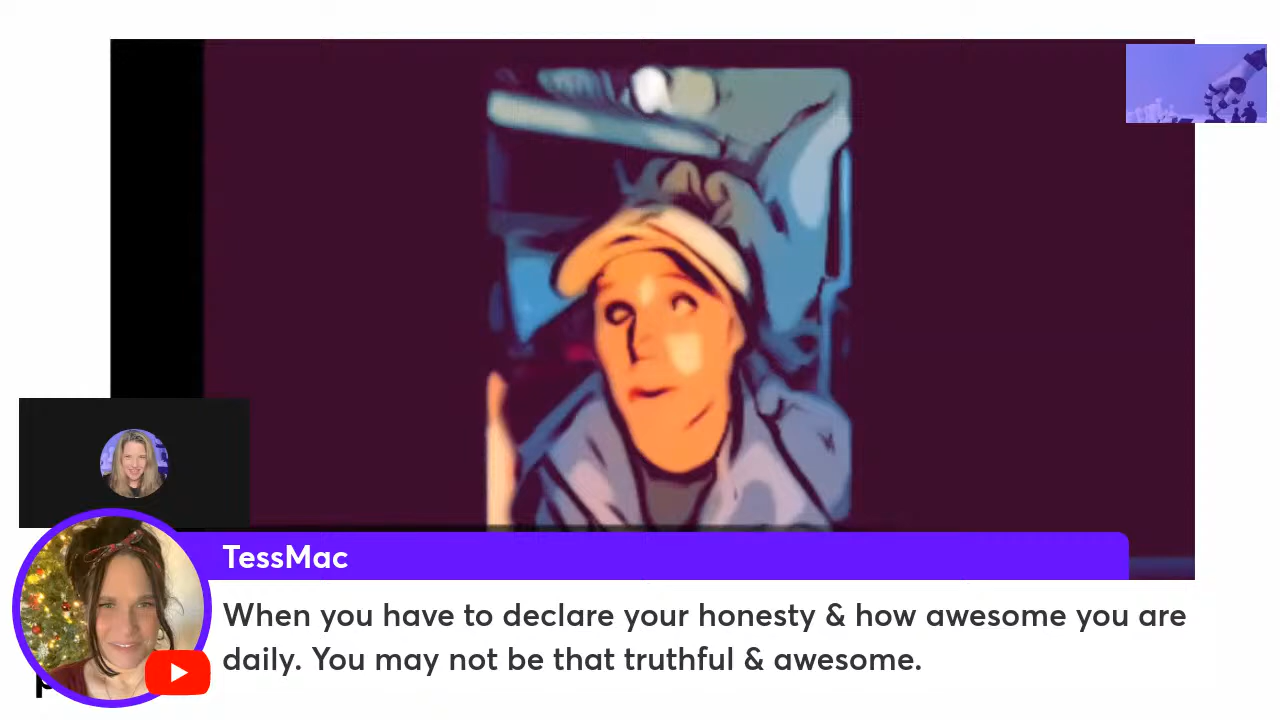 TessMac
When you have to declare your honesty & how awesome you are
daily. You may not be that truthful & awesome.